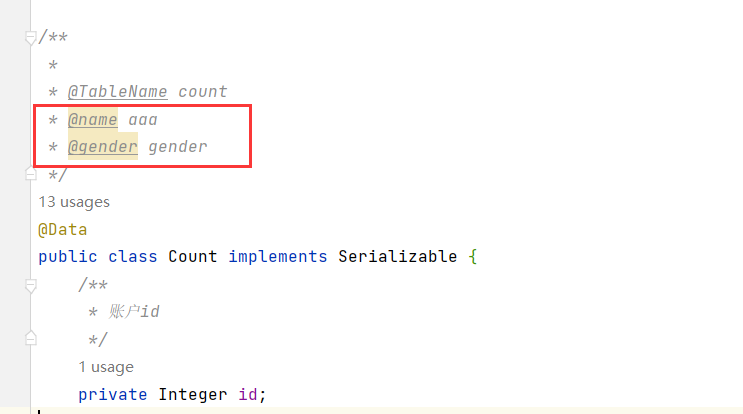 /**
 *
 * @TableName count
 * @name aaa
 * @gender gender
 */
13 usages
@Data
public class Count implements Serializable {
    /**
     * 账户id
     */
    1 usage
    private Integer id;